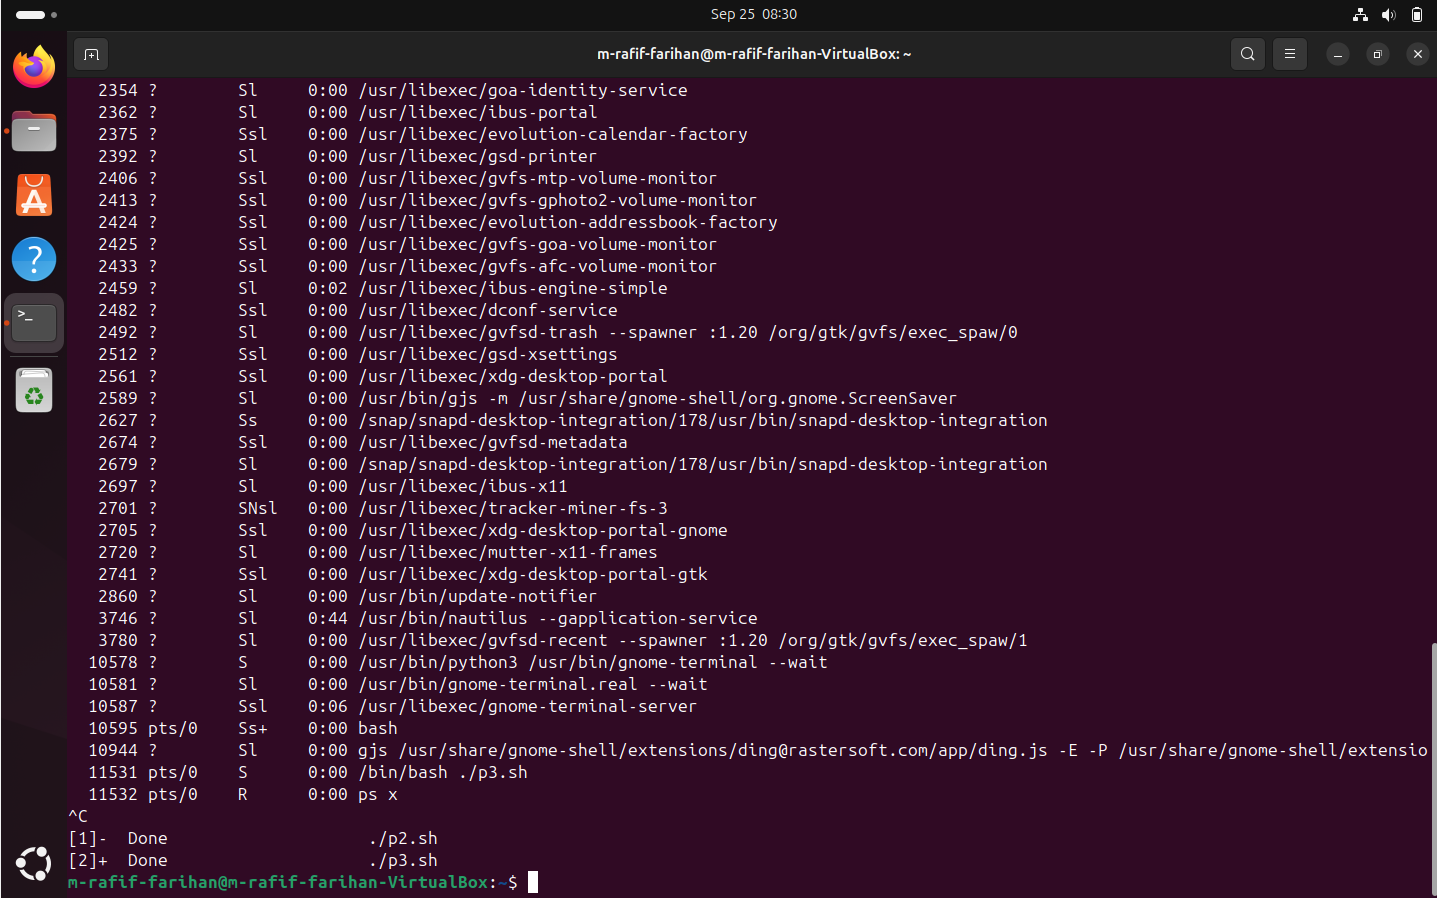 Sep 25 08:30
m-rafif-farihan@m-rafif-farihan-VirtualBox: ~
2354 ? Sl 0:00 /usr/libexec/goa-identity-service
2362 ? Sl 0:00 /usr/libexec/ibus-portal
2375 ? Ssl 0:00 /usr/libexec/evolution-calendar-factory
2392 ? Sl 0:00 /usr/libexec/gsd-printer
2406 ? Ssl 0:00 /usr/libexec/gvfs-mtp-volume-monitor
2413 ? Ssl 0:00 /usr/libexec/gvfs-gphoto2-volume-monitor
2424 ? Ssl 0:00 /usr/libexec/evolution-addressbook-factory
2425 ? Ssl 0:00 /usr/libexec/gvfs-goa-volume-monitor
2433 ? Ssl 0:00 /usr/libexec/gvfs-afc-volume-monitor
2459 ? Sl 0:02 /usr/libexec/ibus-engine-simple
2482 ? Ssl 0:00 /usr/libexec/dconf-service
2492 ? Sl 0:00 /usr/libexec/gvfsd-trash --spawner :1.20 /org/gtk/gvfs/exec_spaw/0
2512 ? Ssl 0:00 /usr/libexec/gsd-xsettings
2561 ? Ssl 0:00 /usr/libexec/xdg-desktop-portal
2589 ? Sl 0:00 /usr/bin/gjs -m /usr/share/gnome-shell/org.gnome.ScreenSaver
2627 ? Ss 0:00 /snap/snapd-desktop-integration/178/usr/bin/snapd-desktop-integration
2674 ? Ssl 0:00 /usr/libexec/gvfsd-metadata
2679 ? Sl 0:00 /snap/snapd-desktop-integration/178/usr/bin/snapd-desktop-integration
2697 ? Sl 0:00 /usr/libexec/ibus-x11
2701 ? SNsl 0:00 /usr/libexec/tracker-miner-fs-3
2705 ? Ssl 0:00 /usr/libexec/xdg-desktop-portal-gnome
2720 ? Sl 0:00 /usr/libexec/mutter-x11-frames
2741 ? Ssl 0:00 /usr/libexec/xdg-desktop-portal-gtk
2860 ? Sl 0:00 /usr/bin/update-notifier
3746 ? Sl 0:44 /usr/bin/nautilus --gapplication-service
3780 ? Sl 0:00 /usr/libexec/gvfsd-recent --spawner :1.20 /org/gtk/gvfs/exec_spaw/1
10578 ? S 0:00 /usr/bin/python3 /usr/bin/gnome-terminal --wait
10581 ? Sl 0:00 /usr/bin/gnome-terminal.real --wait
10587 ? Ssl 0:06 /usr/libexec/gnome-terminal-server
10595 pts/0 Ss+ 0:00 bash
10944 ? Sl 0:00 gjs /usr/share/gnome-shell/extensions/ding@rastersoft.com/app/ding.js -E -P /usr/share/gnome-shell/extensio
11531 pts/0 S 0:00 /bin/bash ./p3.sh
11532 pts/0 R 0:00 ps x
^C
[1]- Done ./p2.sh
[2]+ Done ./p3.sh
m-rafif-farihan@m-rafif-farihan-VirtualBox:~$